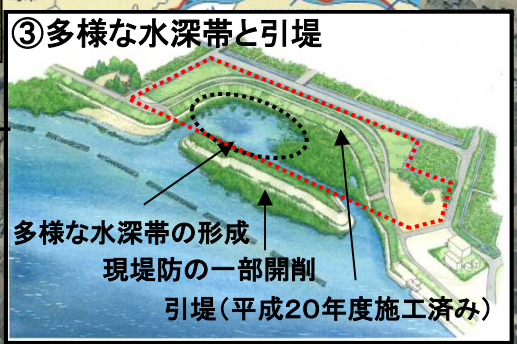 ③多様な水深帯と引堤
多様な水深帯の形成
現堤防の一部開削
引堤(平成20年度施工済み)